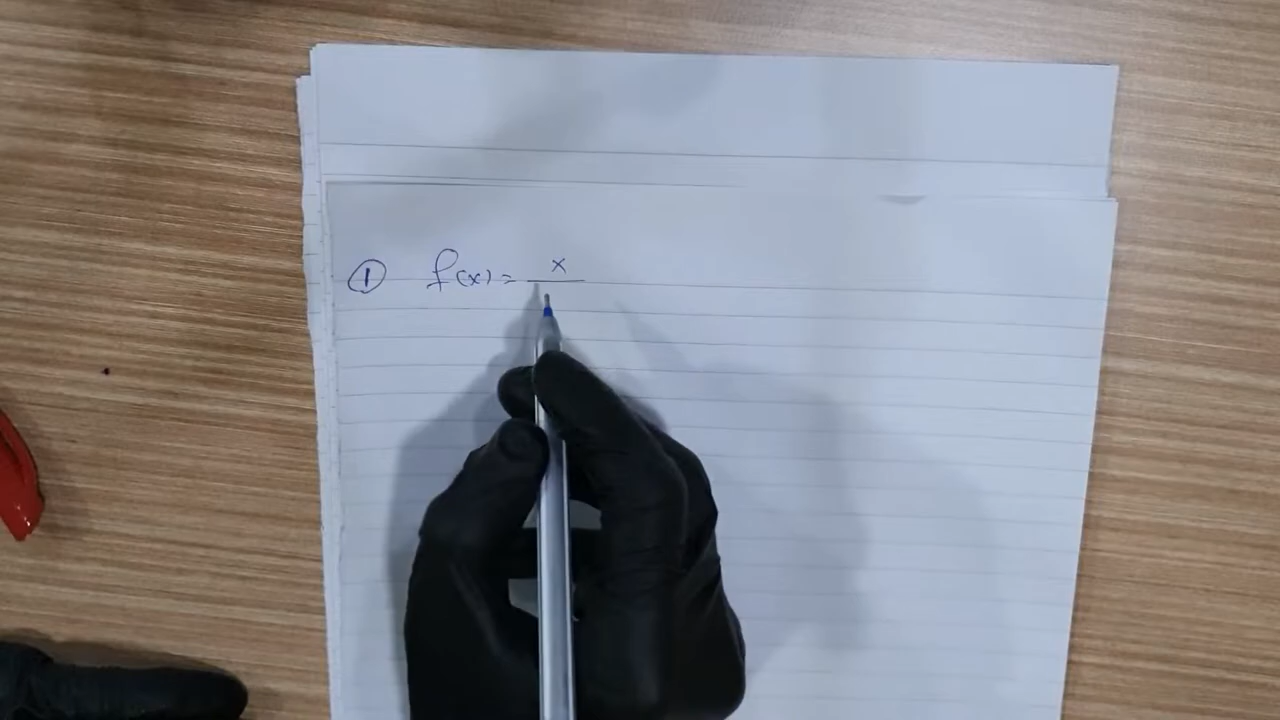 ① f(x) = x/